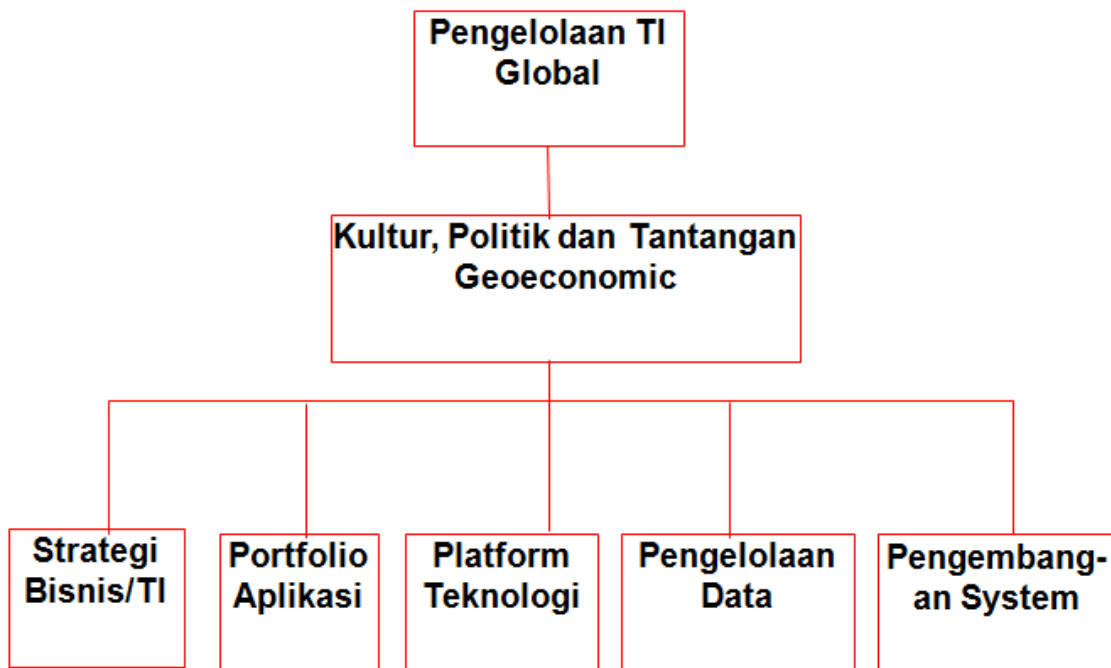 Pengelolaan TI
Global
Kultur, Politik dan Tantangan
Geoeconomic
Strategi
Bisnis/TI
Portfolio
Aplikasi
Platform
Teknologi
Pengelolaan
Data
Pengembang-
an System